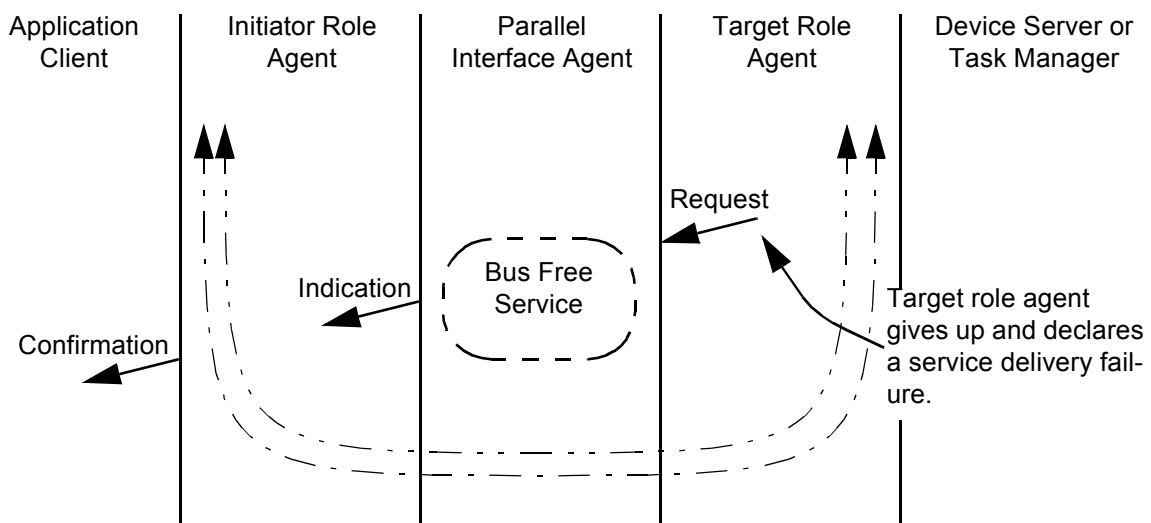 Application
Client
Initiator Role
Agent
Parallel
Interface Agent
Target Role
Agent
Device Server or
Task Manager
Request
Bus Free
Service
Indication
Target role agent
gives up and declares
a service delivery fail-
ure.
Confirmation